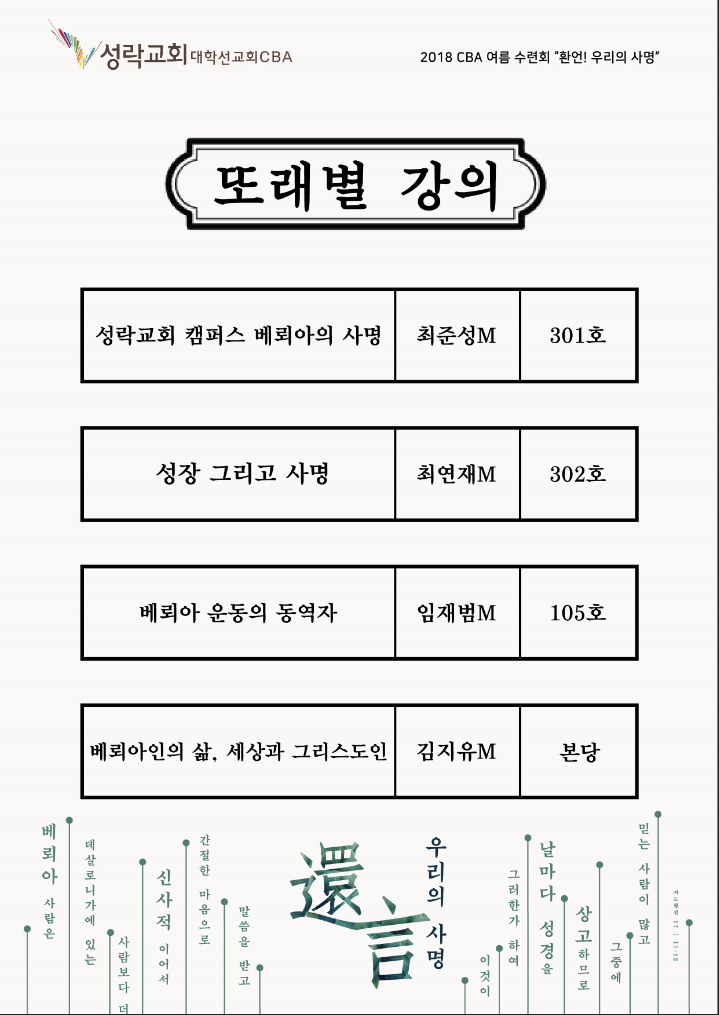 성락교회 대학선교회CBA
2018 CBA 여름 수련회 "환언! 우리의 사명"
또래별 강의
성락교회 캠퍼스 베뢰아의 사명 최준성M 301호
성장 그리고 사명 최연재M 302호
베뢰아 운동의 동역자 임재범M 105호
베뢰아인의 삶, 세상과 그리스도인 김지유M 본당
베뢰아 사람은
데살로니가에 있는
사람보다 더
신사적 이어서
간절한 마음으로
말씀을 받고
還言
우리의 사명
이것이
그러한가 하여
날마다 성경을
상고하므로
그중에
믿는 사람이 많고
사도행전 17 : 11-12